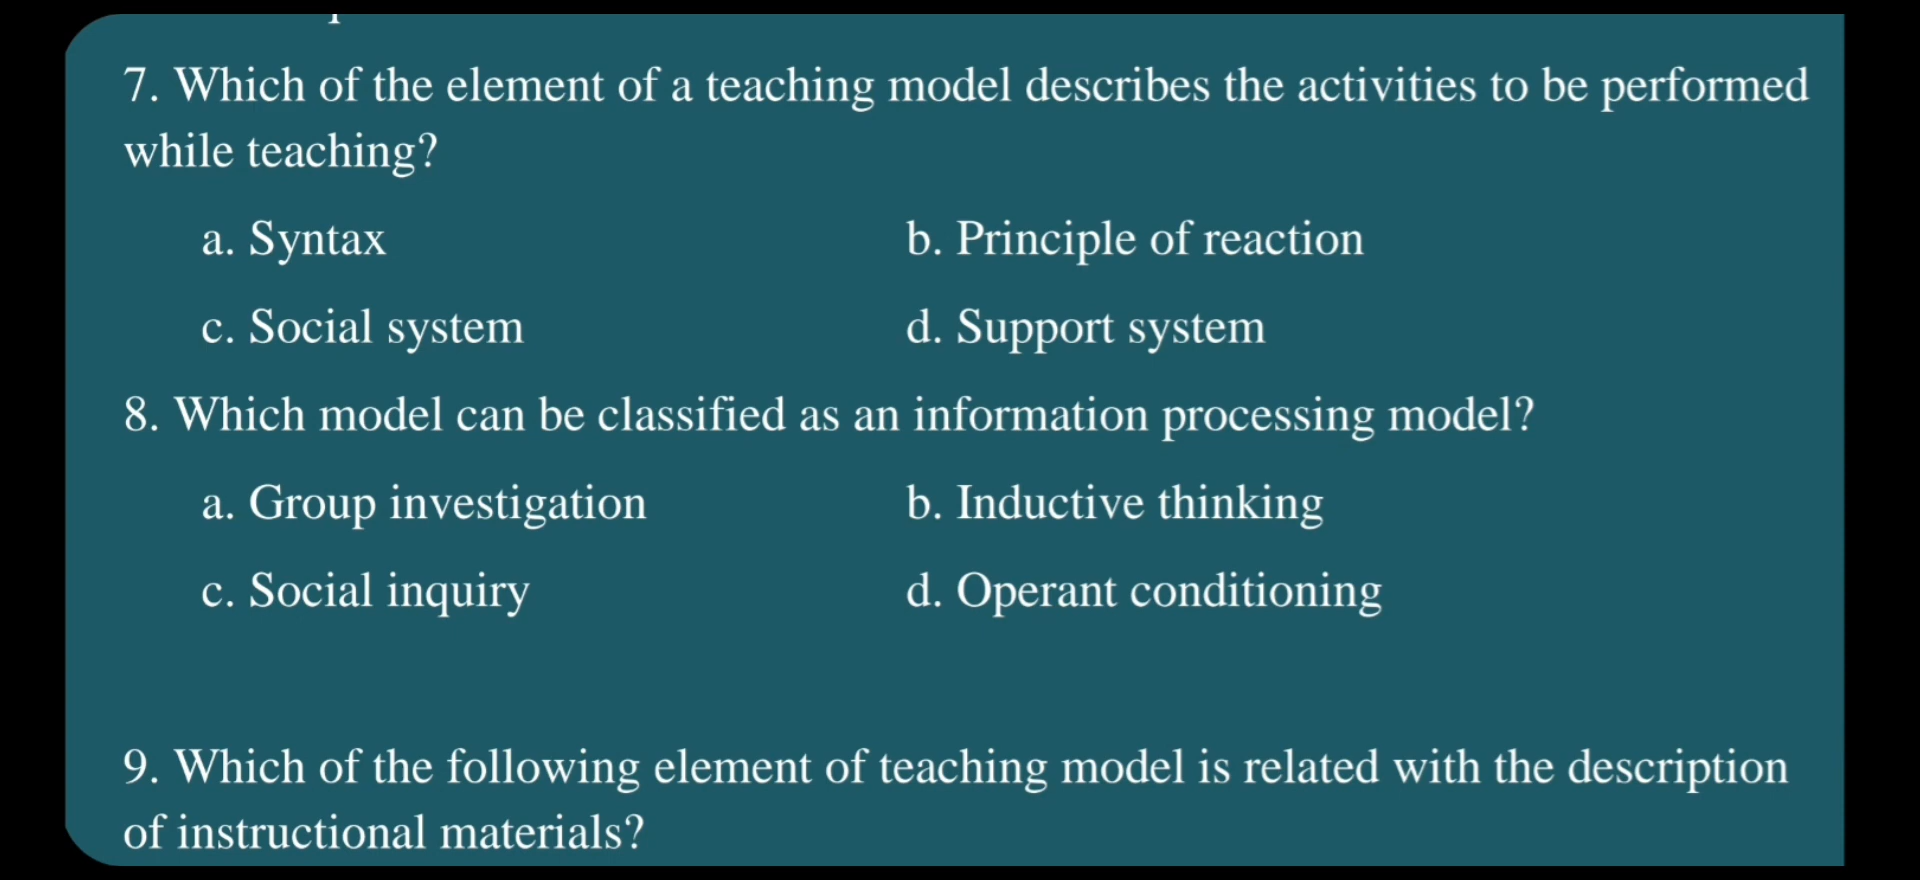 7. Which of the element of a teaching model describes the activities to be performed
while teaching?
a. Syntax
b. Principle of reaction
c. Social system
d. Support system
8. Which model can be classified as an information processing model?
a. Group investigation
b. Inductive thinking
c. Social inquiry
d. Operant conditioning
9. Which of the following element of teaching model is related with the description
of instructional materials?